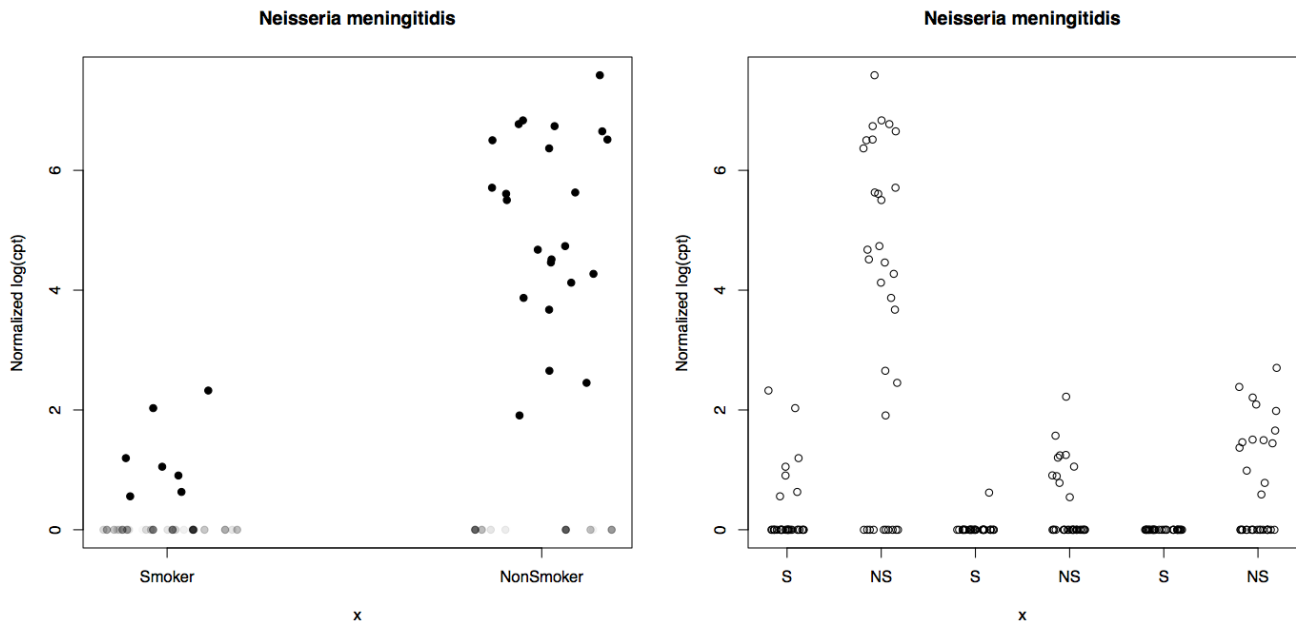 Neisseria meningitidis
Normalized log(cpt)
6
4
2
0
Smoker
NonSmoker
x
Neisseria meningitidis
Normalized log(cpt)
6
4
2
0
S
NS
S
NS
S
NS
x